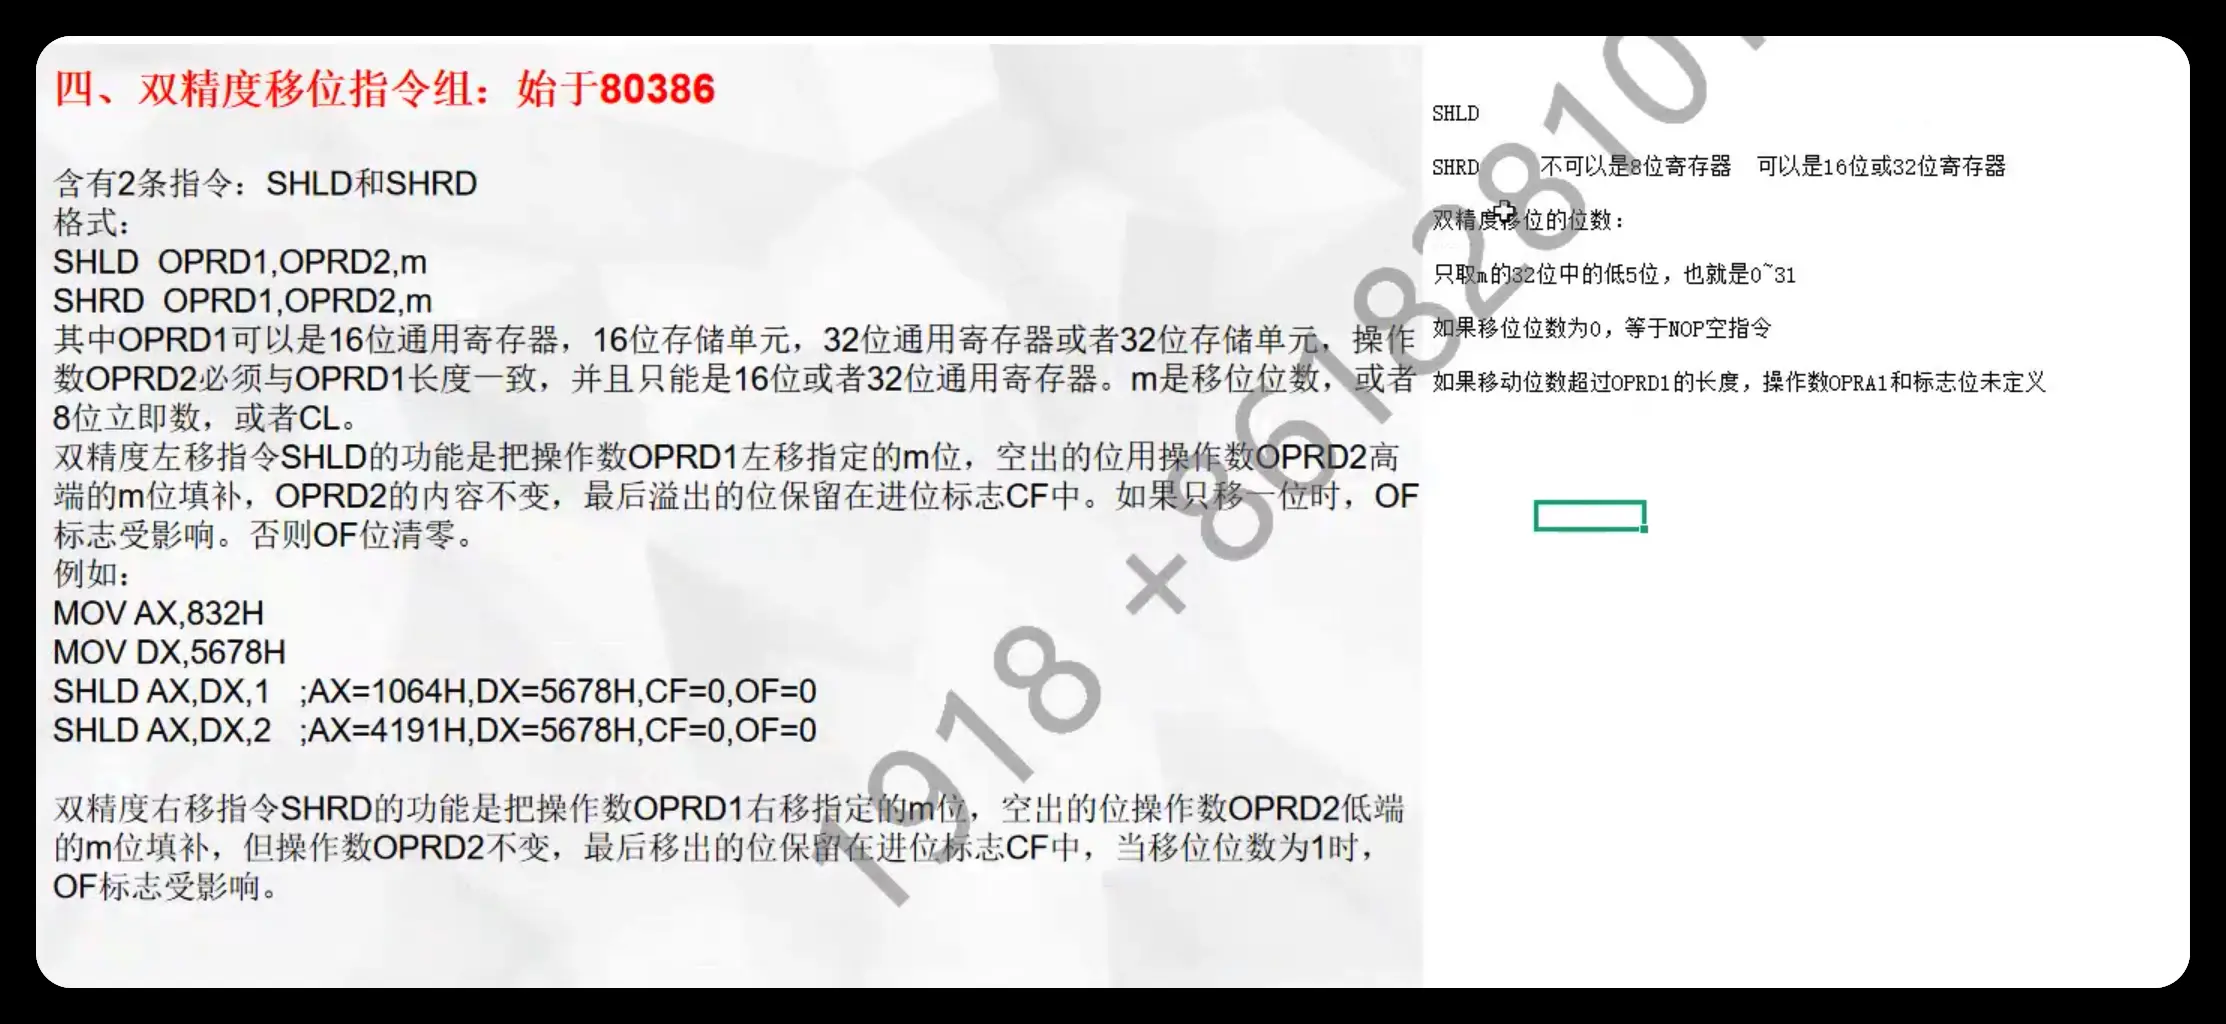 四、双精度移位指令组：始于80386
含有2条指令：SHLD和SHRD
格式：
SHLD  OPRD1,OPRD2,m
SHRD  OPRD1,OPRD2,m
其中OPRD1可以是16位通用寄存器，16位存储单元，32位通用寄存器或者32位存储单元，操作
数OPRD2必须与OPRD1长度一致，并且只能是16位或者32位通用寄存器。m是移位位数，或者
8位立即数，或者CL。
双精度左移指令SHLD的功能是把操作数OPRD1左移指定的m位，空出的位用操作数OPRD2高
端的m位填补，OPRD2的内容不变，最后溢出的位保留在进位标志CF中。如果只移一位时，OF
标志受影响。否则OF位清零。
例如：
MOV AX,832H
MOV DX,5678H
SHLD AX,DX,1   ;AX=1064H,DX=5678H,CF=0,OF=0
SHLD AX,DX,2   ;AX=4191H,DX=5678H,CF=0,OF=0
双精度右移指令SHRD的功能是把操作数OPRD1右移指定的m位，空出的位操作数OPRD2低端
的m位填补，但操作数OPRD2不变，最后移出的位保留在进位标志CF中，当移位位数为1时，
OF标志受影响。
SHLD
SHRD 不可以是8位寄存器 可以是16位或32位寄存器
双精度移位的位数：
只取m的32位中的低5位，也就是0~31
如果移位位数为0，等于NOP空指令
如果移动位数超过OPRD1的长度，操作数OPRA1和标志位未定义
1918 +861828101